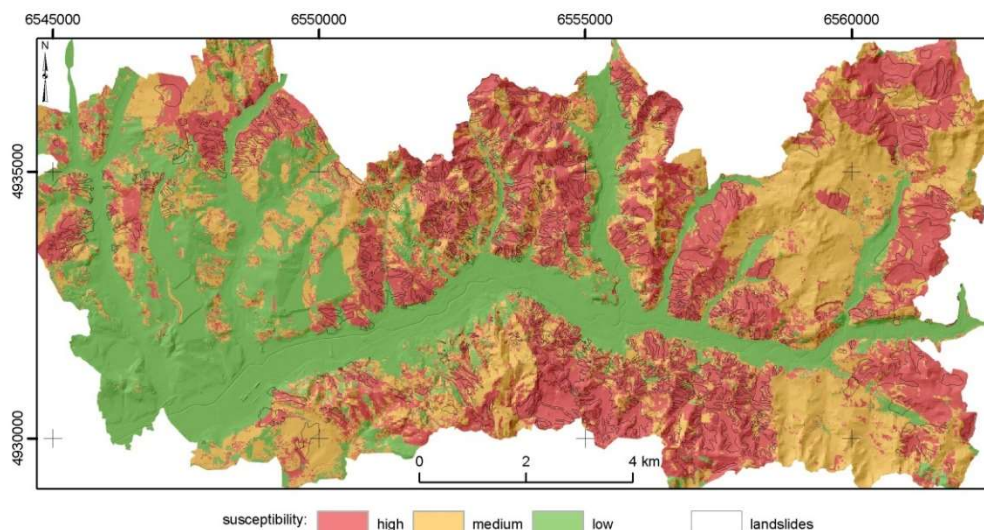 6545000 6550000 6555000 6560000
N
4935000
4930000
0 2 4 km
susceptibility: high medium low landslides